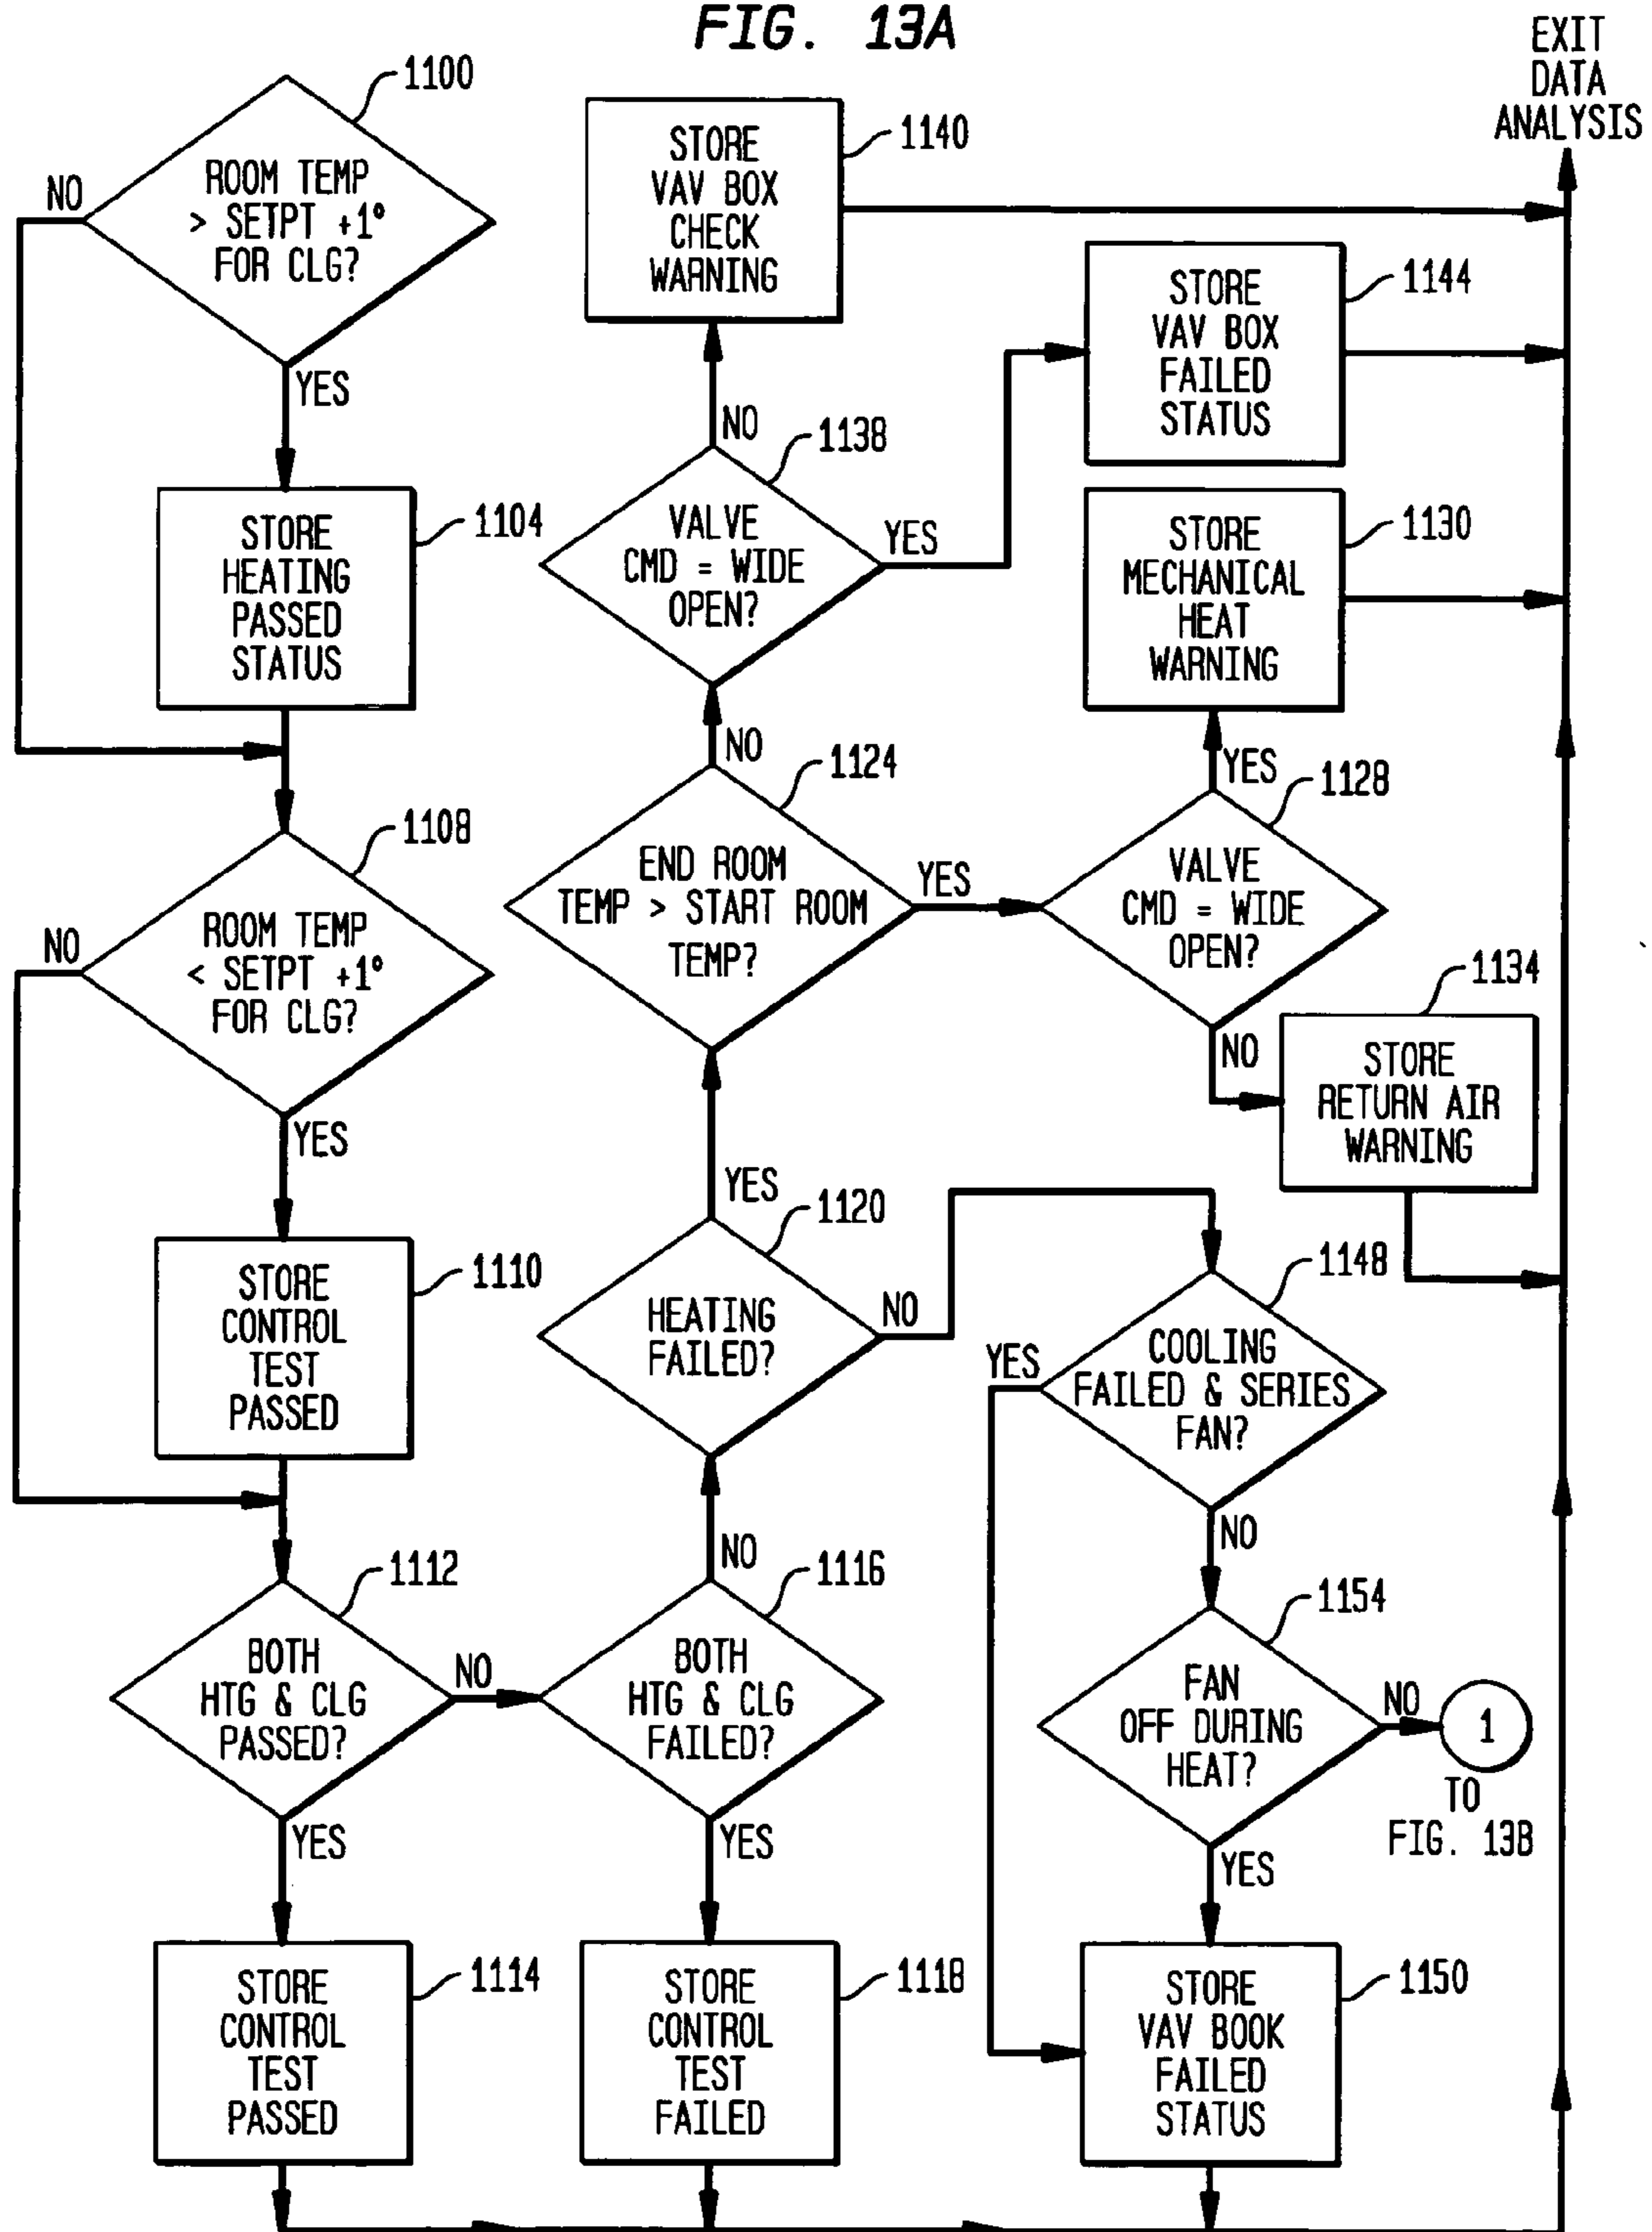 FIG. 13A
EXIT
DATA
ANALYSIS
1100
ROOM TEMP
> SETPT +1°
FOR CLG?
NO
YES
1104
STORE
HEATING
PASSED
STATUS
1108
ROOM TEMP
< SETPT +1°
FOR CLG?
NO
YES
1110
STORE
CONTROL
TEST
PASSED
1112
BOTH
HTG & CLG
PASSED?
NO
YES
1114
STORE
CONTROL
TEST
PASSED
1140
STORE
VAV BOX
CHECK
WARNING
NO
1138
VALVE
CMD = WIDE
OPEN?
YES
NO
1124
END ROOM
TEMP > START ROOM
TEMP?
YES
YES
1120
HEATING
FAILED?
NO
NO
1116
BOTH
HTG & CLG
FAILED?
YES
1118
STORE
CONTROL
TEST
FAILED
1144
STORE
VAV BOX
FAILED
STATUS
1130
STORE
MECHANICAL
HEAT
WARNING
YES
1128
VALVE
CMD = WIDE
OPEN?
NO
1134
STORE
RETURN AIR
WARNING
1148
COOLING
FAILED & SERIES
FAN?
YES
NO
1154
FAN
OFF DURING
HEAT?
NO
1
TO
FIG. 13B
YES
1150
STORE
VAV BOOK
FAILED
STATUS